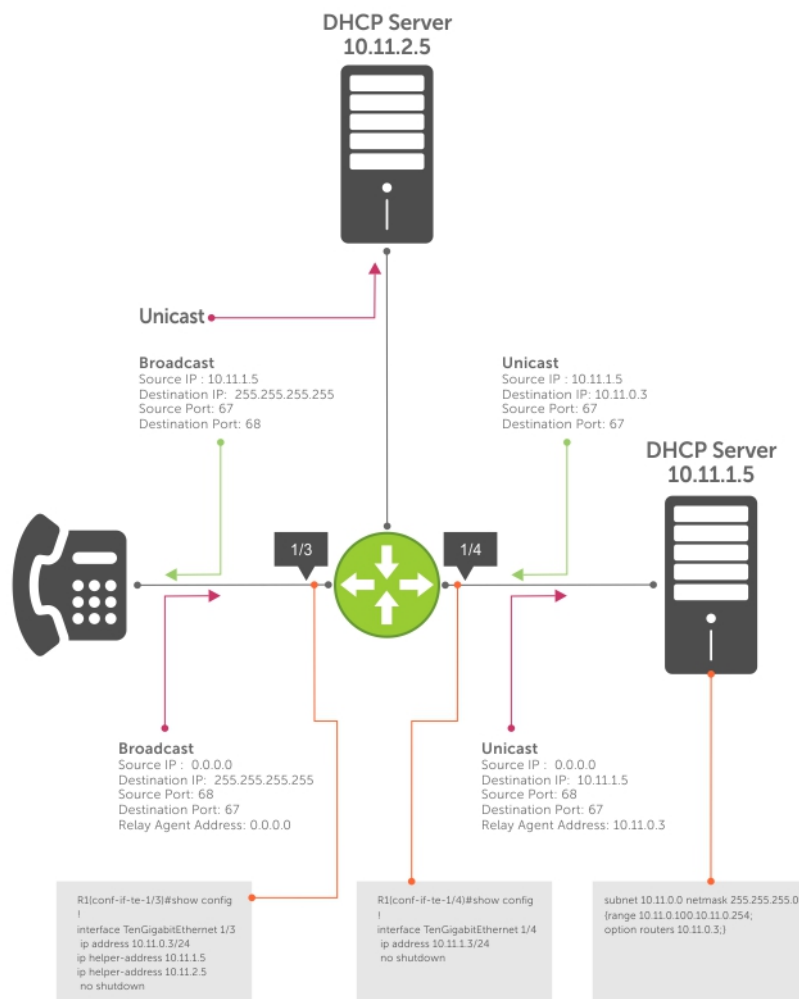 DHCP Server
10.11.2.5
Unicast
Broadcast
Source IP : 10.11.1.5
Destination IP: 255.255.255.255
Source Port: 67
Destination Port: 68
Unicast
Source IP : 10.11.1.5
Destination IP: 10.11.0.3
Source Port: 67
Destination Port: 67
DHCP Server
10.11.1.5
1/3
1/4
Broadcast
Source IP : 0.0.0.0
Destination IP: 255.255.255.255
Source Port: 68
Destination Port: 67
Relay Agent Address: 0.0.0.0
Unicast
Source IP : 0.0.0.0
Destination IP: 10.11.1.5
Source Port: 68
Destination Port: 67
Relay Agent Address: 10.11.0.3
R1(conf-if-te-1/3)#show config
!
interface TenGigabitEthernet 1/3
ip address 10.11.0.3/24
ip helper-address 10.11.1.5
ip helper-address 10.11.2.5
no shutdown
R1(conf-if-te-1/4)#show config
!
interface TenGigabitEthernet 1/4
ip address 10.11.1.3/24
no shutdown
subnet 10.11.0.0 netmask 255.255.255.0
{range 10.11.0.100.10.11.0.254;
option routers 10.11.0.3;}